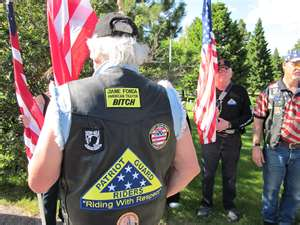 JANE FONDA
AMERICAN TRAITOR
BITCH
PATRIOT GUARD
RIDERS
"Riding With Respect"